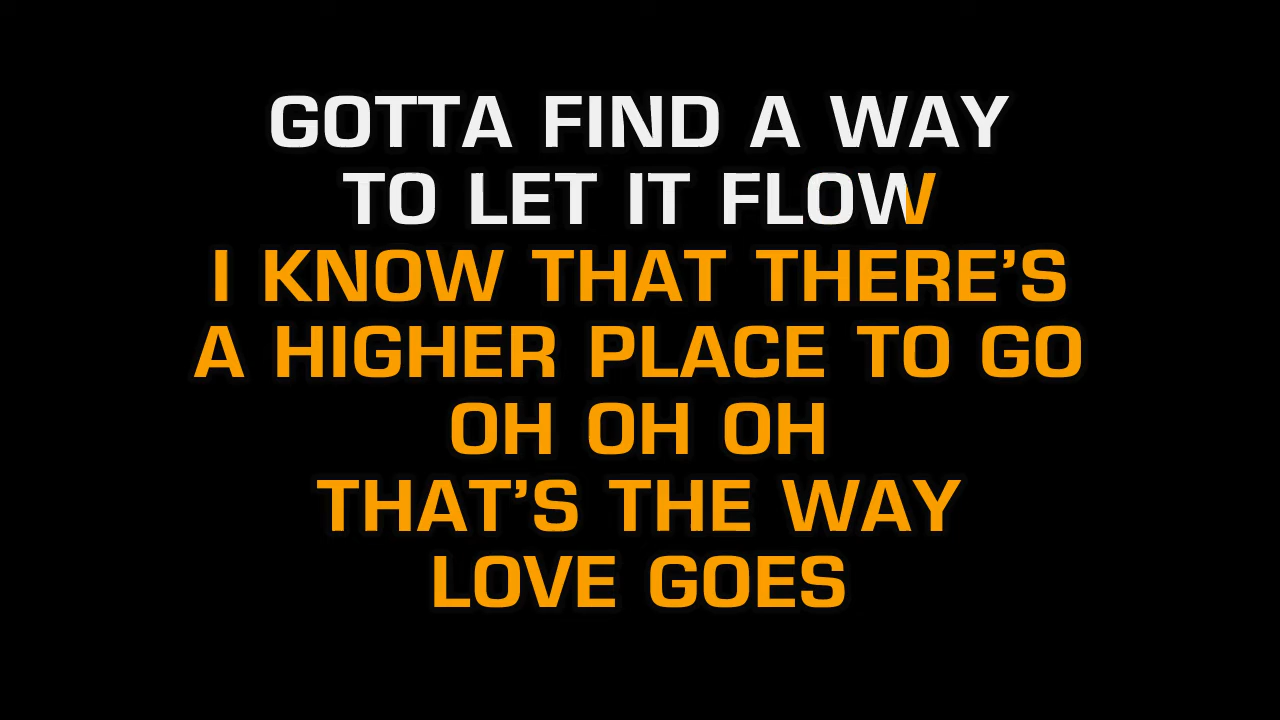 GOTTA FIND A WAY
TO LET IT FLOW
I KNOW THAT THERE’S
A HIGHER PLACE TO GO
OH OH OH
THAT’S THE WAY
LOVE GOES